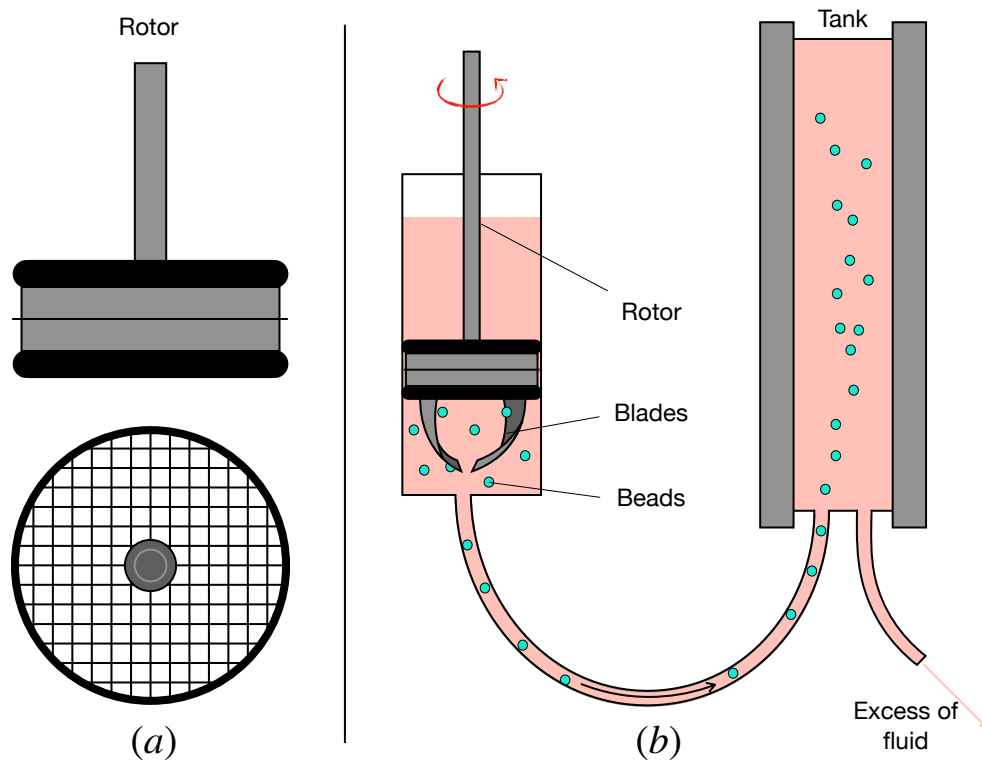 Rotor
(a)
Tank
Rotor
Blades
Beads
Excess of
fluid
(b)